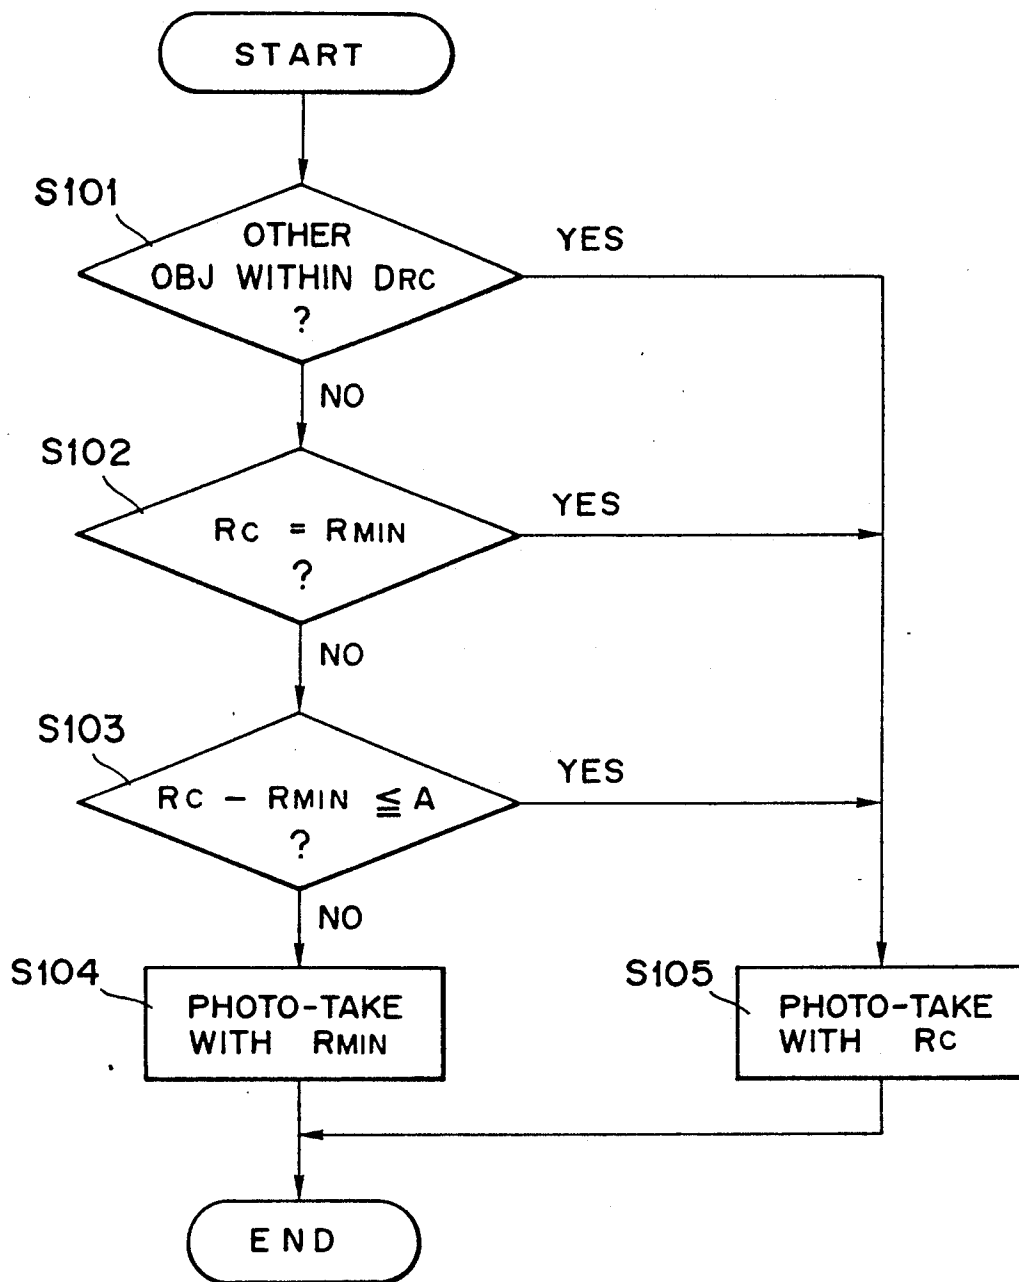 START
S101
OTHER
OBJ WITHIN DRC
?
YES
NO
S102
RC = RMIN
?
YES
NO
S103
RC – RMIN ≦ A
?
YES
NO
S104
PHOTO-TAKE
WITH RMIN
S105
PHOTO-TAKE
WITH RC
END